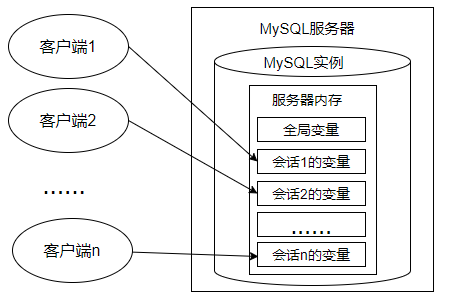 客户端1
客户端2
……
客户端n
MySQL服务器
MySQL实例
服务器内存
全局变量
会话1的变量
会话2的变量
……
会话n的变量